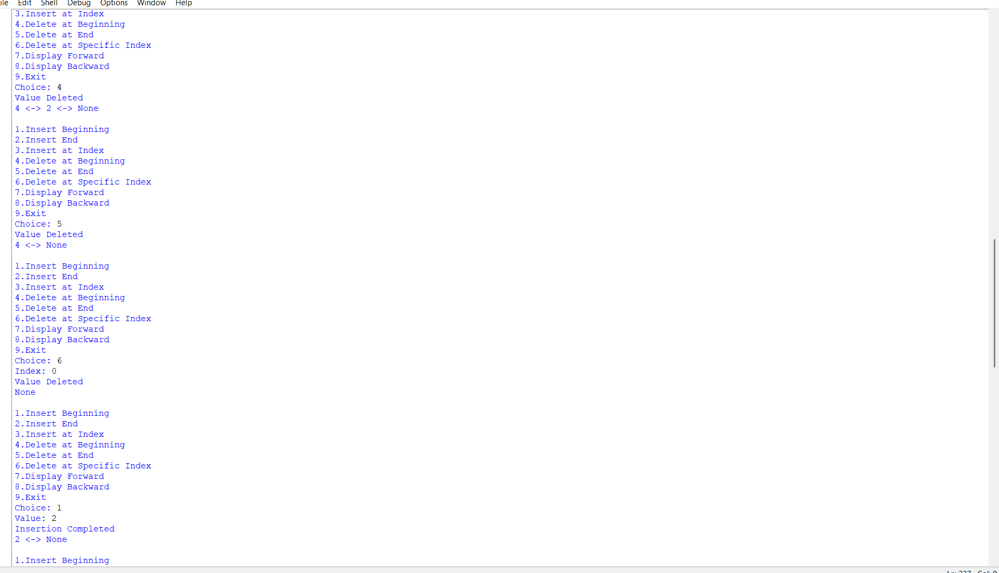 ile Edit Shell Debug Options Window Help
3.Insert at Index
4.Delete at Beginning
5.Delete at End
6.Delete at Specific Index
7.Display Forward
8.Display Backward
9.Exit
Choice: 4
Value Deleted
4 <-> 2 <-> None
1.Insert Beginning
2.Insert End
3.Insert at Index
4.Delete at Beginning
5.Delete at End
6.Delete at Specific Index
7.Display Forward
8.Display Backward
9.Exit
Choice: 5
Value Deleted
4 <-> None
1.Insert Beginning
2.Insert End
3.Insert at Index
4.Delete at Beginning
5.Delete at End
6.Delete at Specific Index
7.Display Forward
8.Display Backward
9.Exit
Choice: 6
Index: 0
Value Deleted
None
1.Insert Beginning
2.Insert End
3.Insert at Index
4.Delete at Beginning
5.Delete at End
6.Delete at Specific Index
7.Display Forward
8.Display Backward
9.Exit
Choice: 1
Value: 2
Insertion Completed
2 <-> None
1.Insert Beginning